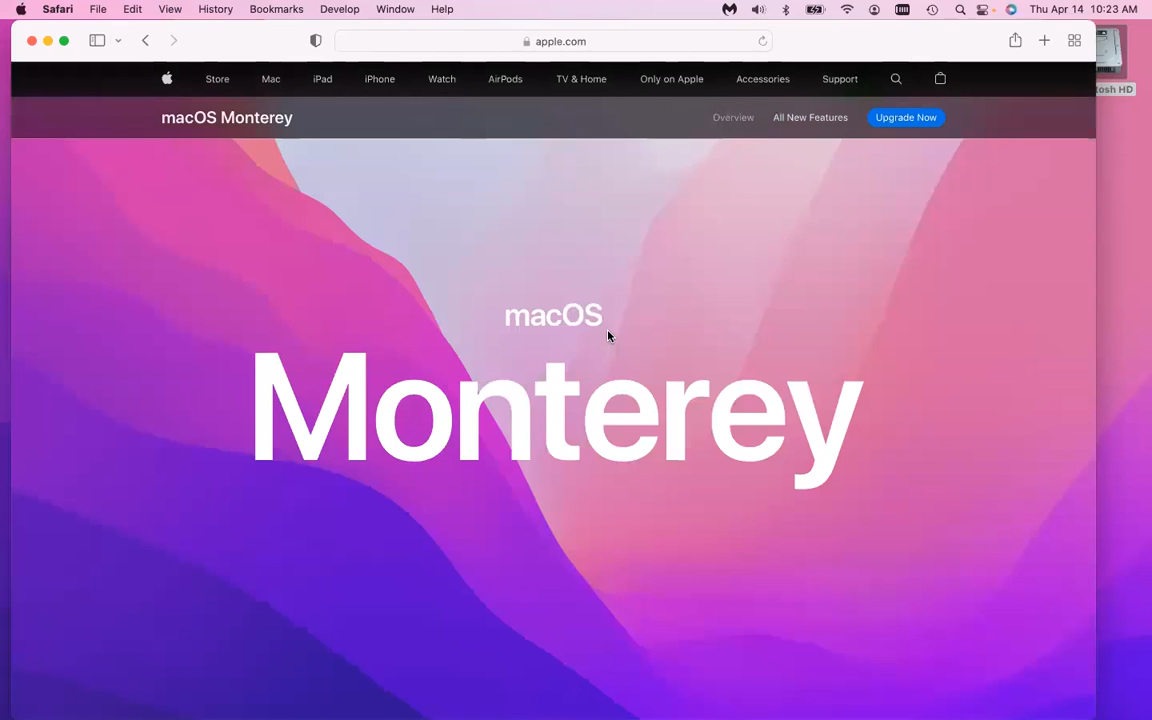 Safari File Edit View History Bookmarks Develop Window Help Thu Apr 14 10:23 AM
apple.com
Store Mac iPad iPhone Watch AirPods TV & Home Only on Apple Accessories Support
tosh HD
macOS Monterey Overview All New Features Upgrade Now
macOS
Monterey